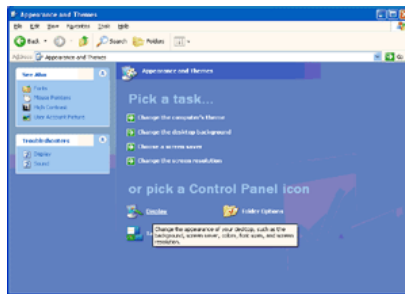 Appearance and Themes
File Edit View Favorites Tools Help
Back Search Folders
Address Appearance and Themes Go
See Also
Fonts
Mouse Pointers
High Contrast
User Account Picture
Troubleshooters
Display
Sound
Appearance and Themes
Pick a task...
Change the computer's theme
Change the desktop background
Choose a screen saver
Change the screen resolution
or pick a Control Panel icon
Display Folder Options
Change the appearance of your desktop, such as the
background, screen saver, colors, font sizes, and screen
resolution.